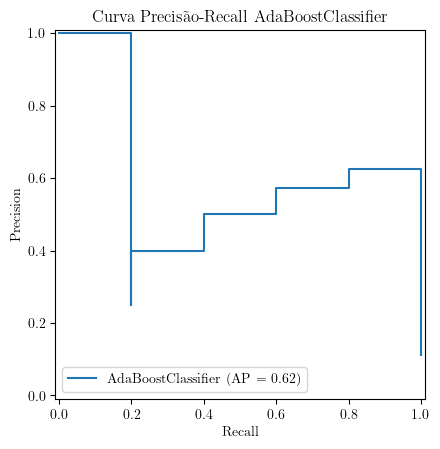 Curva Precisão-Recall AdaBoostClassifier
1.0
0.8
0.6
0.4
0.2
0.0
Precision
AdaBoostClassifier (AP = 0.62)
0.0 0.2 0.4 0.6 0.8 1.0
Recall